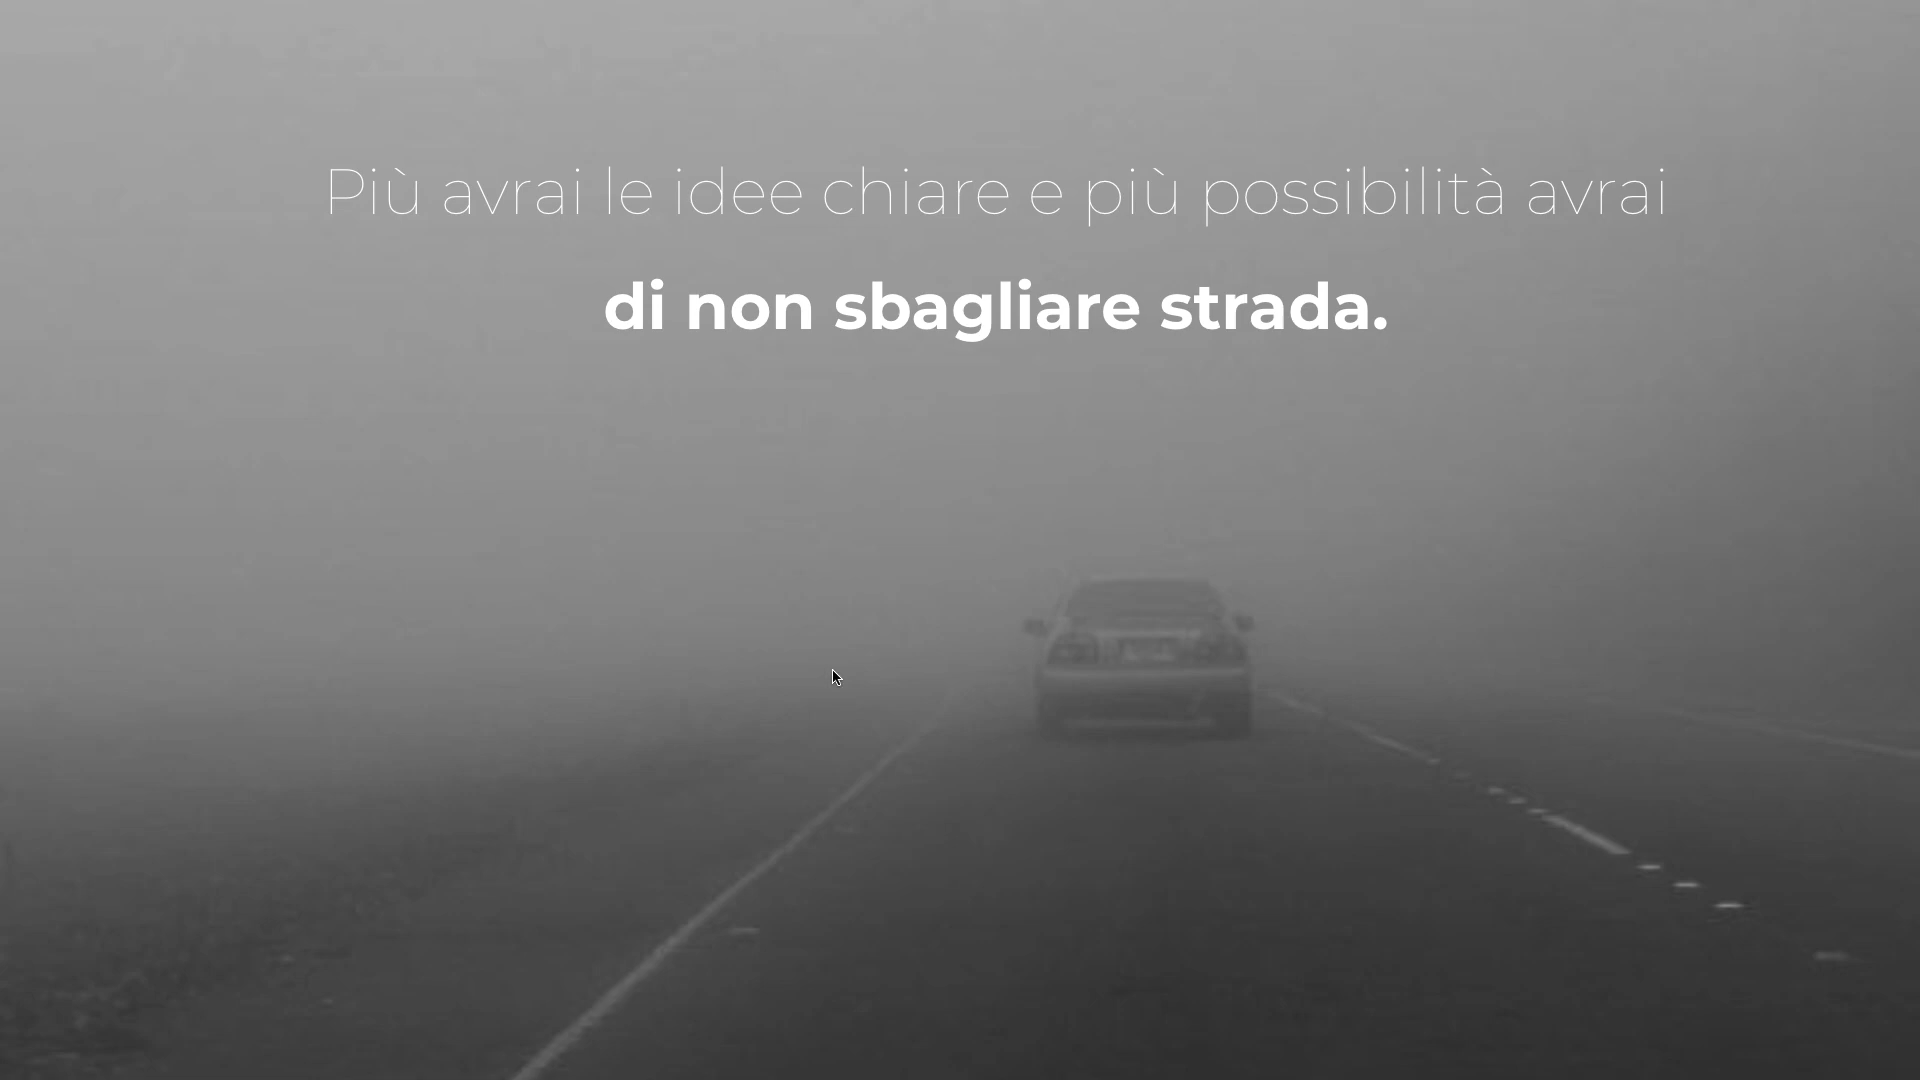 Più avrai le idee chiare e più possibilità avrai
di non sbagliare strada.